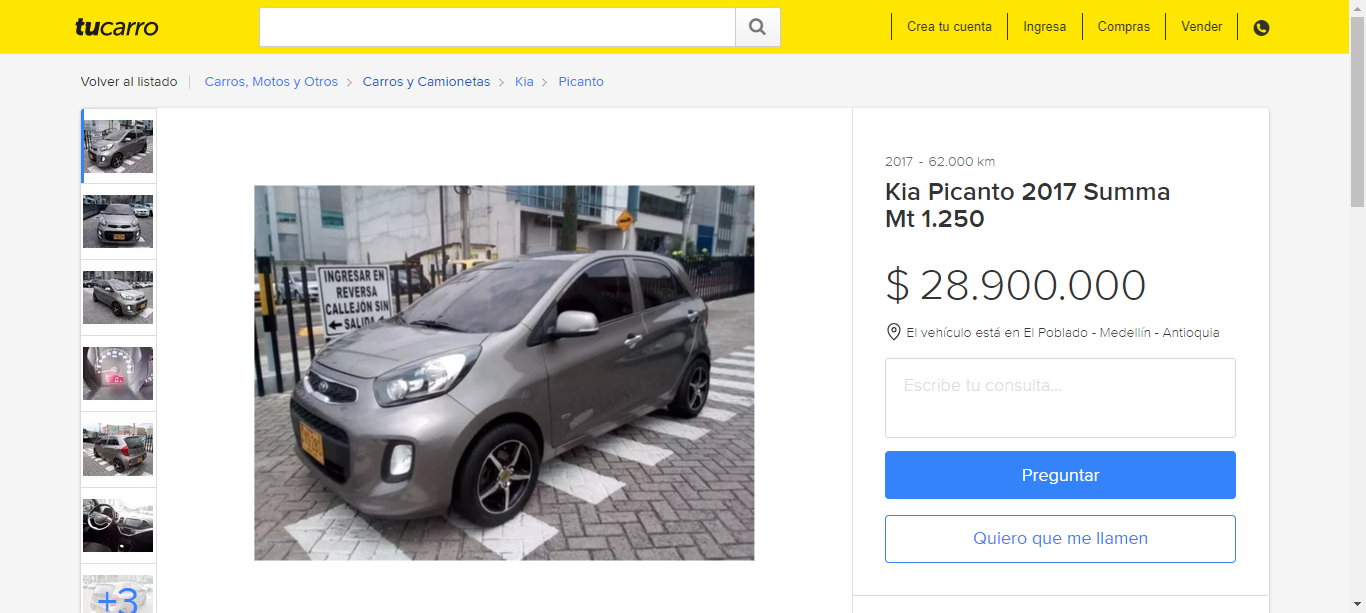 tucarro
Crea tu cuenta
Ingresa
Compras
Vender
Volver al listado
Carros, Motos y Otros
Carros y Camionetas
Kia
Picanto
2017 - 62.000 km
Kia Picanto 2017 Summa
Mt 1.250
$ 28.900.000
El vehículo está en El Poblado - Medellín - Antioquia
Escribe tu consulta...
Preguntar
Quiero que me llamen
INGRESAR EN
REVERSA
CALLEJÓN SIN
SALIDA
+3